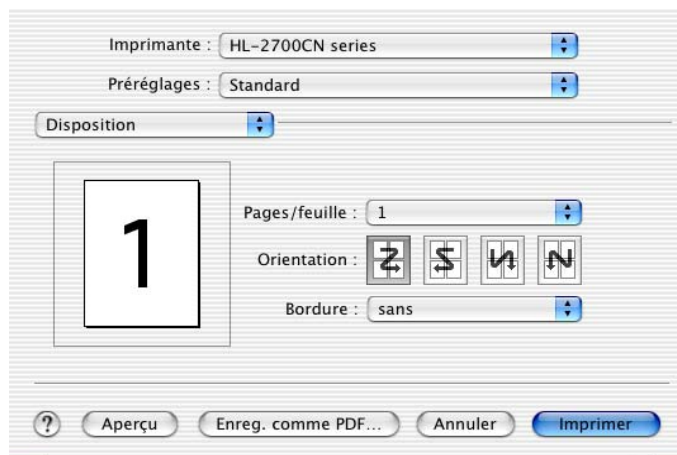 Imprimante : HL-2700CN series
Préréglages : Standard
Disposition
1
Pages/feuille : 1
Orientation :
Bordure : sans
? Aperçu Enreg. comme PDF... Annuler Imprimer